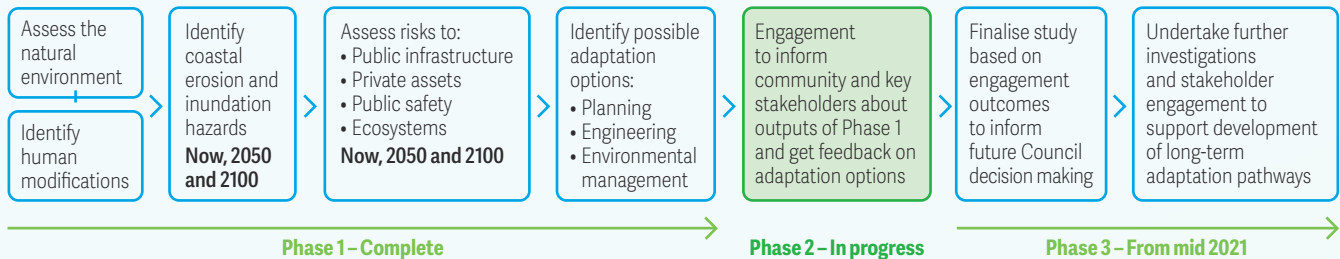 Assess the
natural
environment
Identify
human
modifications
Identify
coastal
erosion and
inundation
hazards
Now, 2050
and 2100
Assess risks to:
• Public infrastructure
• Private assets
• Public safety
• Ecosystems
Now, 2050 and 2100
Identify possible
adaptation
options:
• Planning
• Engineering
• Environmental
management
Engagement
to inform
community and key
stakeholders about
outputs of Phase 1
and get feedback on
adaptation options
Finalise study
based on
engagement
outcomes
to inform
future Council
decision making
Undertake further
investigations
and stakeholder
engagement to
support development
of long-term
adaptation pathways
Phase 1 – Complete
Phase 2 – In progress
Phase 3 – From mid 2021